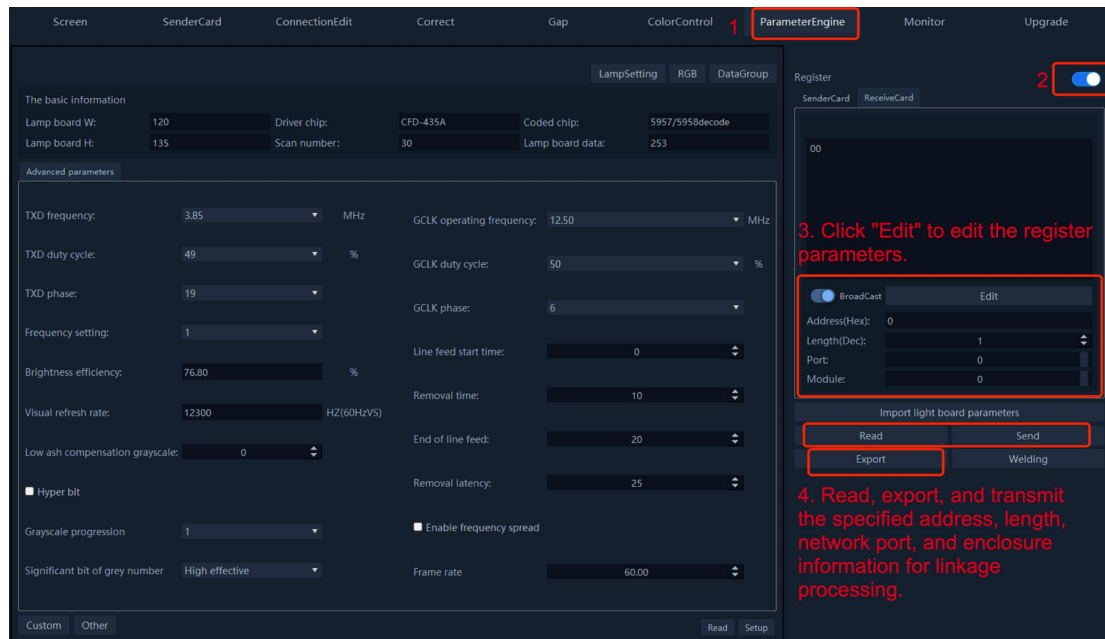 Screen SenderCard ConnectionEdit Correct Gap ColorControl 1 ParameterEngine Monitor Upgrade
LampSetting RGB DataGroup
The basic information
Lamp board W: 120 Driver chip: CFD-435A Coded chip: 5957/5958decode
Lamp board H: 135 Scan number: 30 Lamp board data: 253
Advanced parameters
TXD frequency: 3.85 MHz
TXD duty cycle: 49 %
TXD phase: 19
Frequency setting: 1
Brightness efficiency: 76.80 %
Visual refresh rate: 12300 HZ(60HzVS)
Low ash compensation grayscale: 0
Hyper bit
Grayscale progression 1
Significant bit of grey number High effective
GCLK operating frequency: 12.50 MHz
GCLK duty cycle: 50 %
GCLK phase: 6
Line feed start time: 0
Removal time: 10
End of line feed: 20
Removal latency: 25
Enable frequency spread
Frame rate 60.00
Custom Other Read Setup
Register 2
SenderCard ReceiveCard
00
3. Click "Edit" to edit the register
parameters.
BroadCast Edit
Address(Hex): 0
Length(Dec): 1
Port: 0
Module: 0
Import light board parameters
Read Send
Export Welding
4. Read, export, and transmit
the specified address, length,
network port, and enclosure
information for linkage
processing.